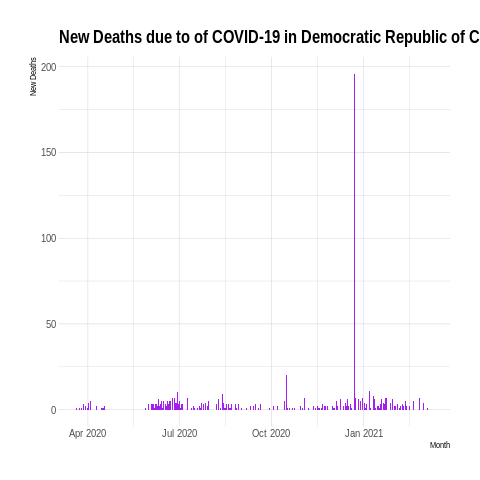 New Deaths due to of COVID-19 in Democratic Republic of C
New Deaths
200
150
100
50
0
Apr 2020 Jul 2020 Oct 2020 Jan 2021
Month